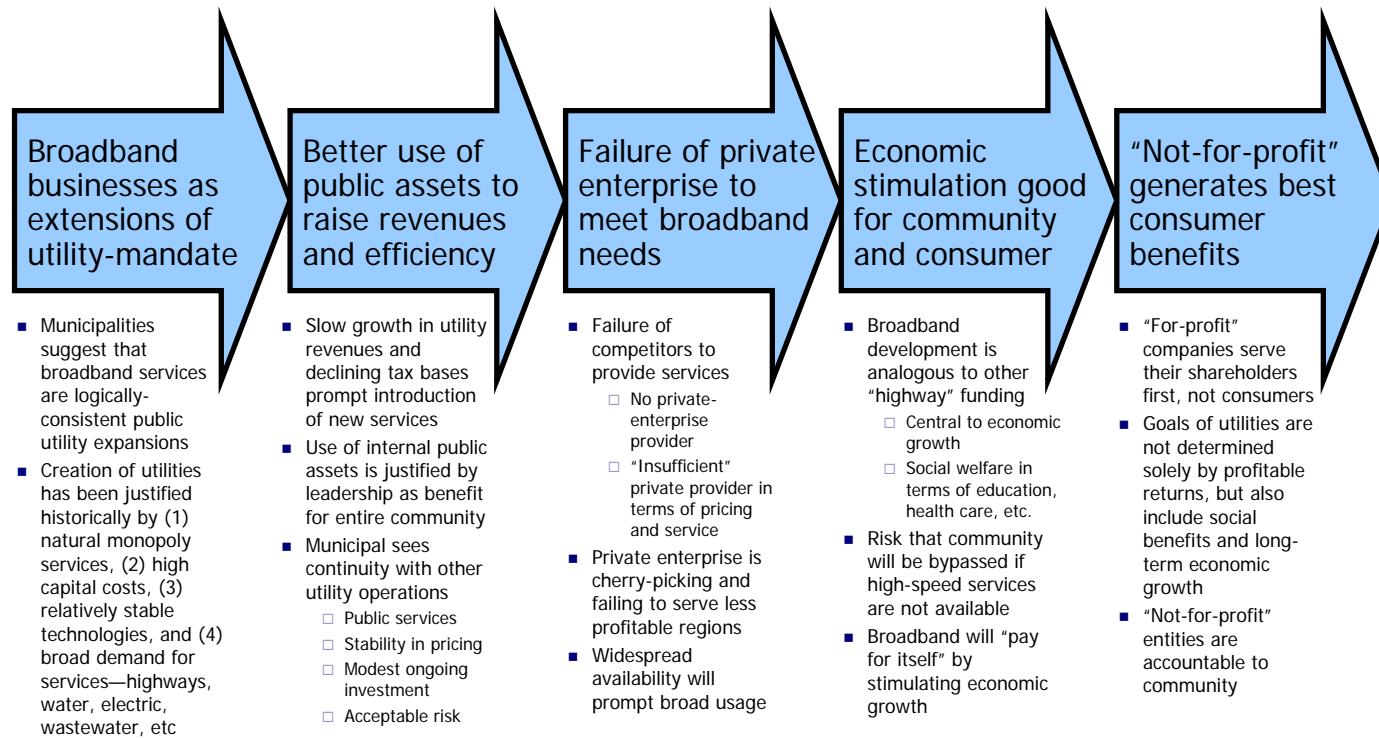 Broadband
businesses as
extensions of
utility-mandate
■ Municipalities
suggest that
broadband services
are logically-
consistent public
utility expansions
■ Creation of utilities
has been justified
historically by (1)
natural monopoly
services, (2) high
capital costs, (3)
relatively stable
technologies, and (4)
broad demand for
services—highways,
water, electric,
wastewater, etc
Better use of
public assets to
raise revenues
and efficiency
■ Slow growth in utility
revenues and
declining tax bases
prompt introduction
of new services
■ Use of internal public
assets is justified by
leadership as benefit
for entire community
■ Municipal sees
continuity with other
utility operations
□ Public services
□ Stability in pricing
□ Modest ongoing
investment
□ Acceptable risk
Failure of private
enterprise to
meet broadband
needs
■ Failure of
competitors to
provide services
□ No private-
enterprise
provider
□ “Insufficient”
private provider in
terms of pricing
and service
■ Private enterprise is
cherry-picking and
failing to serve less
profitable regions
■ Widespread
availability will
prompt broad usage
Economic
stimulation good
for community
and consumer
■ Broadband
development is
analogous to other
“highway” funding
□ Central to economic
growth
□ Social welfare in
terms of education,
health care, etc.
■ Risk that community
will be bypassed if
high-speed services
are not available
■ Broadband will “pay
for itself” by
stimulating economic
growth
“Not-for-profit”
generates best
consumer
benefits
■ “For-profit”
companies serve
their shareholders
first, not consumers
■ Goals of utilities are
not determined
solely by profitable
returns, but also
include social
benefits and long-
term economic
growth
■ “Not-for-profit”
entities are
accountable to
community